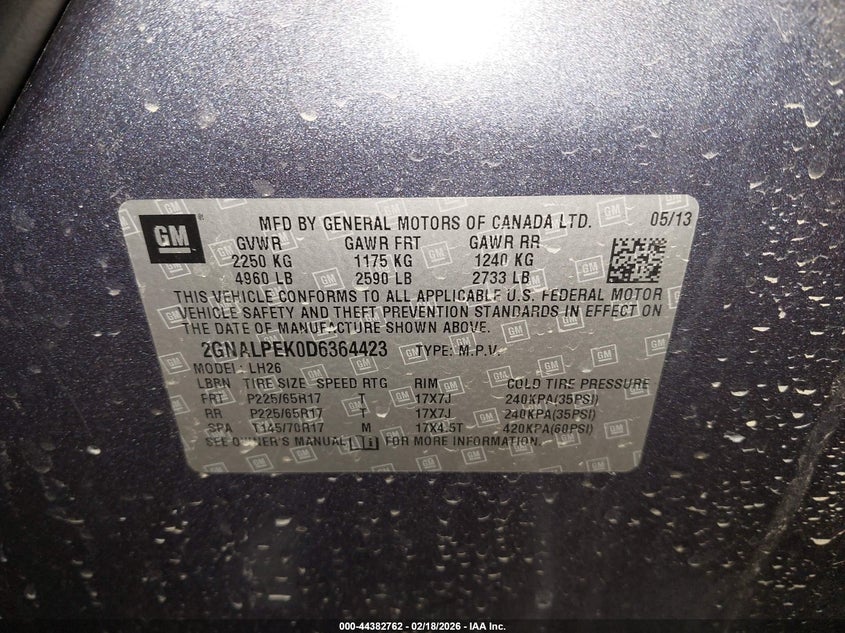 GM
MFD BY GENERAL MOTORS OF CANADA LTD. 05/13
GVWR GAWR FRT GAWR RR
2250 KG 1175 KG 1240 KG
4960 LB 2590 LB 2733 LB
THIS VEHICLE CONFORMS TO ALL APPLICABLE U.S. FEDERAL MOTOR
VEHICLE SAFETY AND THEFT PREVENTION STANDARDS IN EFFECT ON
THE DATE OF MANUFACTURE SHOWN ABOVE.
2GNALPEK0D6364423 TYPE: M.P.V.
MODEL: LH26
LBRN TIRE SIZE SPEED RTG RIM COLD TIRE PRESSURE
FRT P225/65R17 T 17X7J 240KPA(35PSI)
RR P225/65R17 T 17X7J 240KPA(35PSI)
SPA T145/70R17 M 17X4.5T 420KPA(60PSI)
SEE OWNER'S MANUAL FOR MORE INFORMATION.
000-44382762 - 02/18/2026 - IAA Inc.